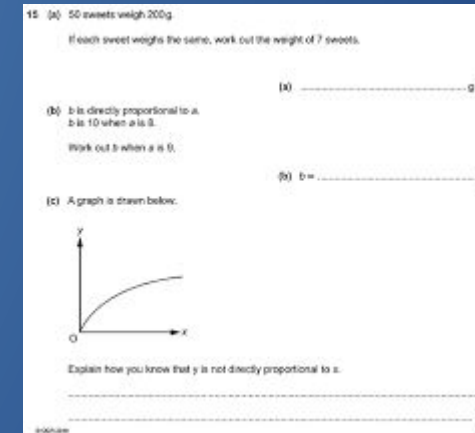 15 (a) 50 sweets weigh 200g.
If each sweet weighs the same, work out the weight of 7 sweets.
(a) ........................ g
(b) b is directly proportional to a.
b is 10 when a is 8.
Work out b when a is 9.
(b) b = ........................
(c) A graph is drawn below.
y
O
x
Explain how you know that y is not directly proportional to x.